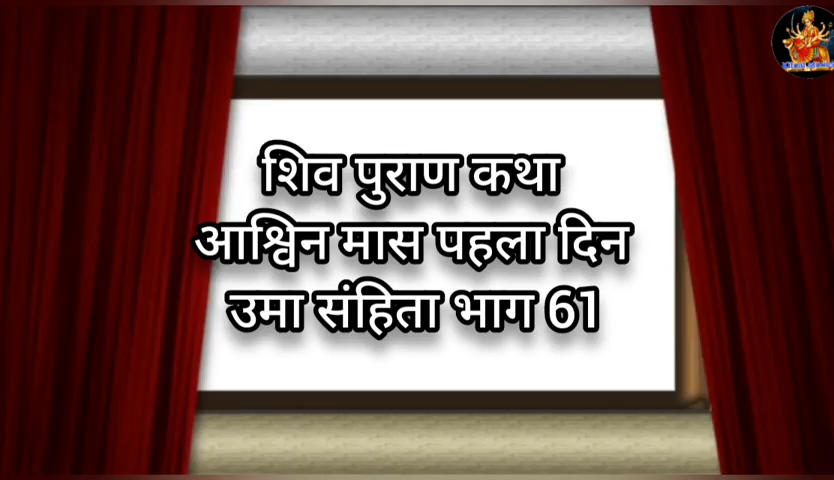 शिव पुराण कथा
आश्विन मास पहला दिन
उमा संहिता भाग 61